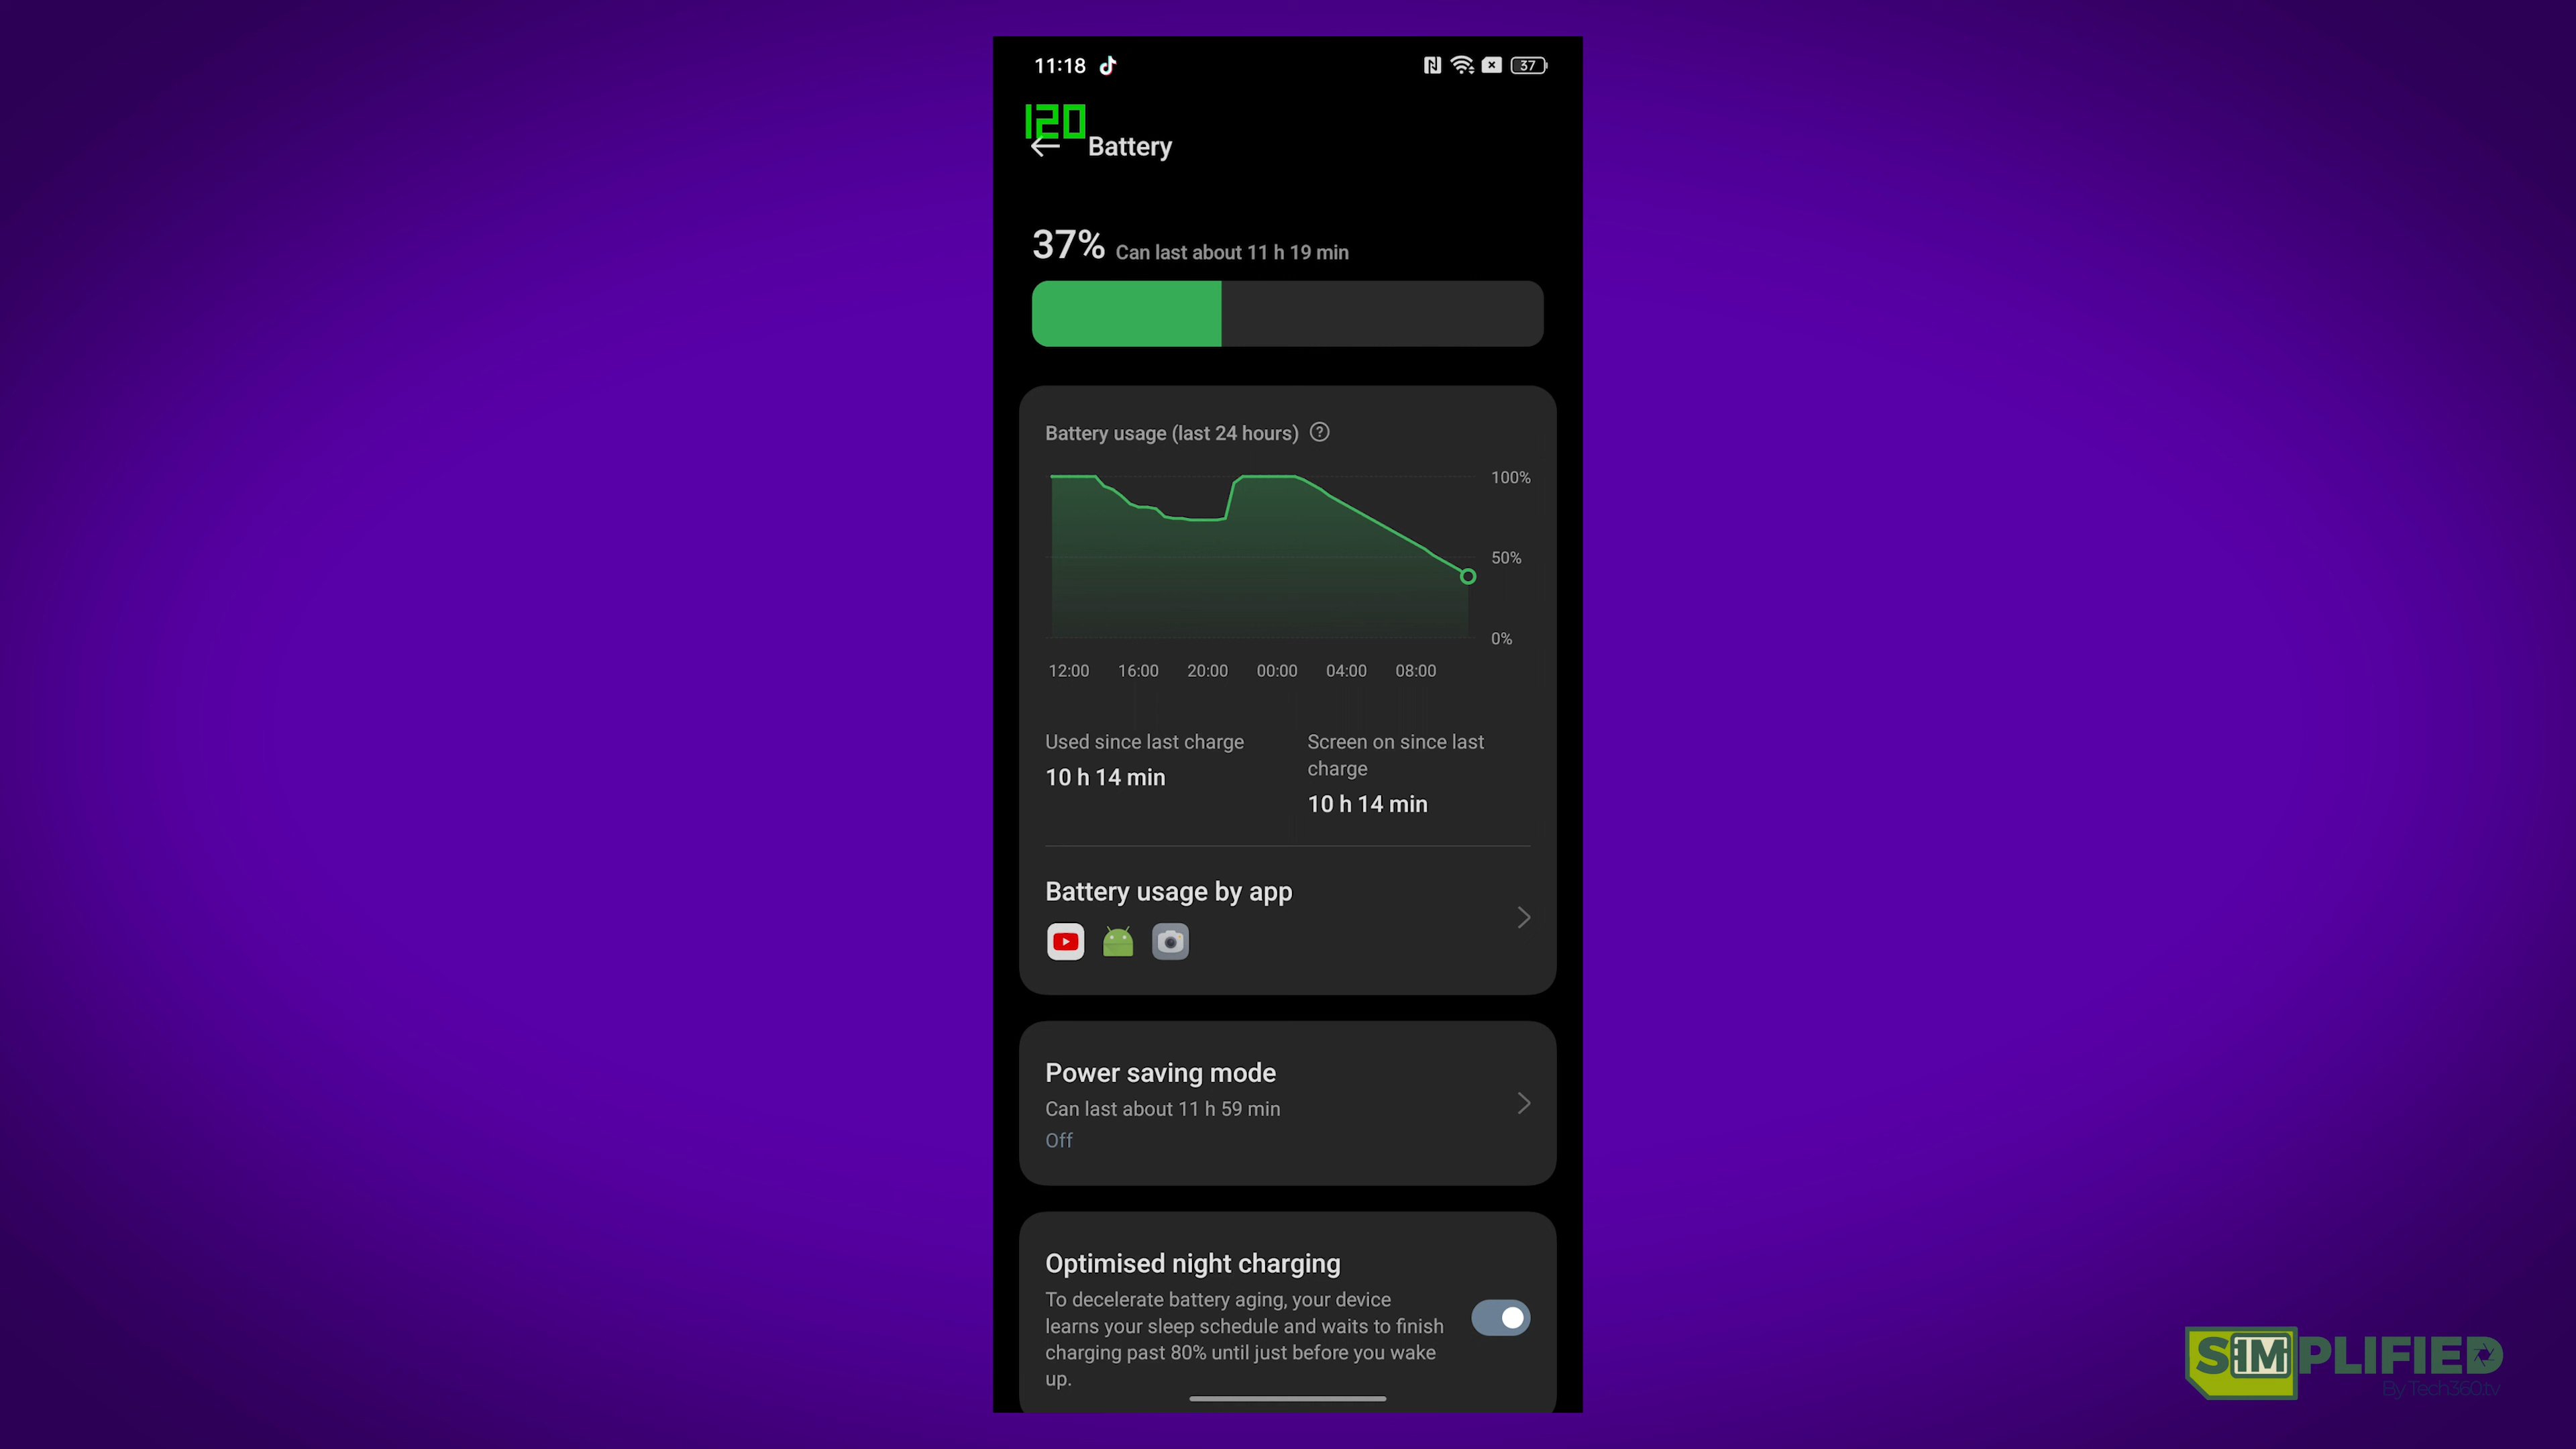 11:18
37
120
Battery
37% Can last about 11 h 19 min
Battery usage (last 24 hours) ?
100%
50%
0%
12:00 16:00 20:00 00:00 04:00 08:00
Used since last charge
10 h 14 min
Screen on since last
charge
10 h 14 min
Battery usage by app
Power saving mode
Can last about 11 h 59 min
Off
Optimised night charging
To decelerate battery aging, your device
learns your sleep schedule and waits to finish
charging past 80% until just before you wake
up.
SIMPLIFIED
By Tech360.tv